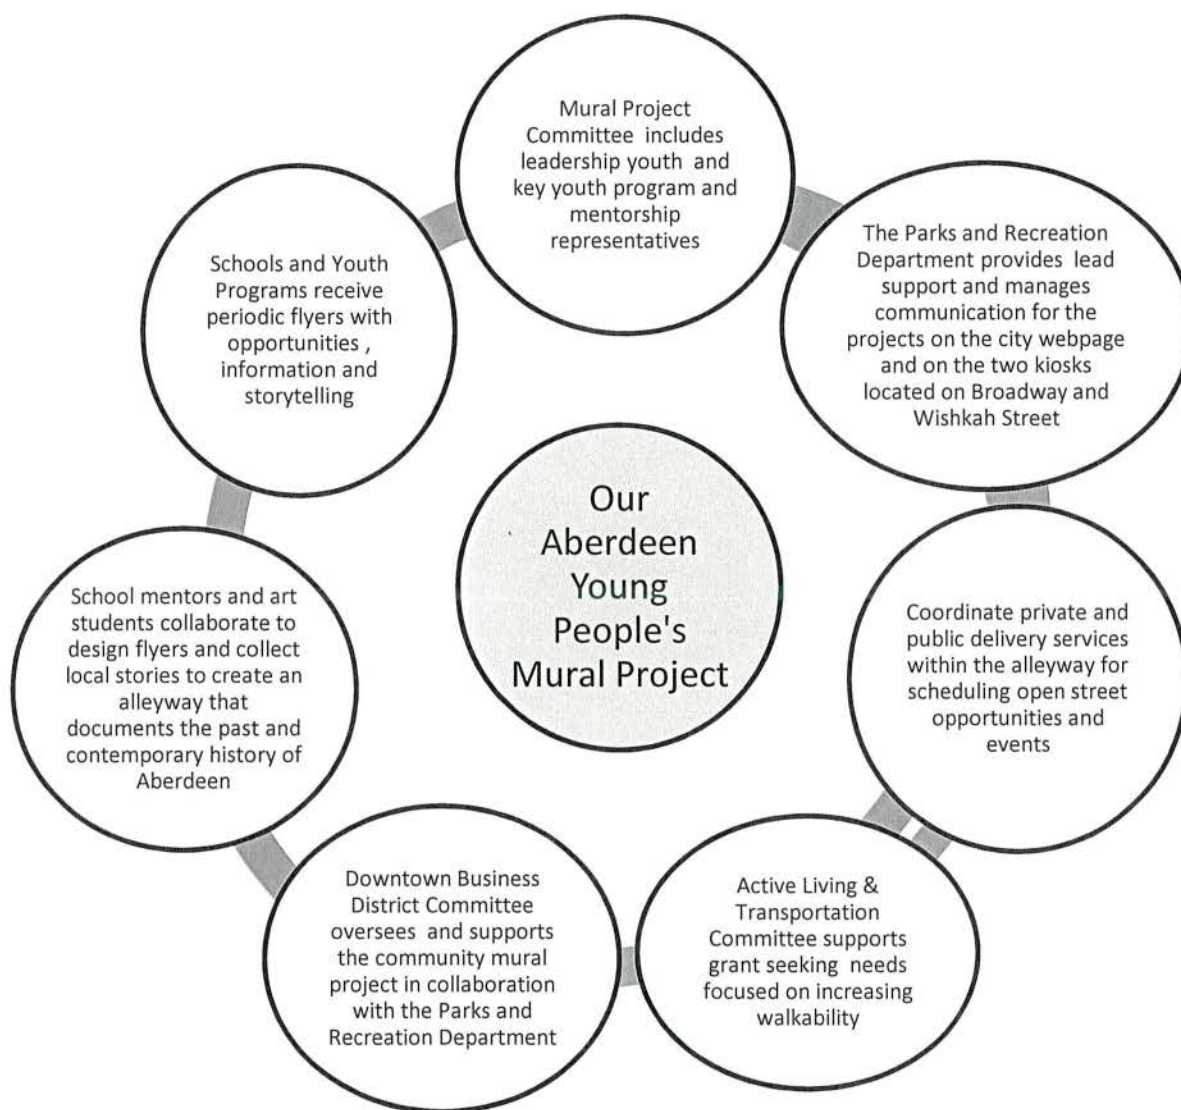 Mural Project
Committee includes
leadership youth and
key youth program and
mentorship
representatives
The Parks and Recreation
Department provides lead
support and manages
communication for the
projects on the city webpage
and on the two kiosks
located on Broadway and
Wishkah Street
Coordinate private and
public delivery services
within the alleyway for
scheduling open street
opportunities and
events
Active Living &
Transportation
Committee supports
grant seeking needs
focused on increasing
walkability
Downtown Business
District Committee
oversees and supports
the community mural
project in collaboration
with the Parks and
Recreation Department
School mentors and art
students collaborate to
design flyers and collect
local stories to create an
alleyway that
documents the past and
contemporary history of
Aberdeen
Schools and Youth
Programs receive
periodic flyers with
opportunities ,
information and
storytelling
Our
Aberdeen
Young
People's
Mural Project